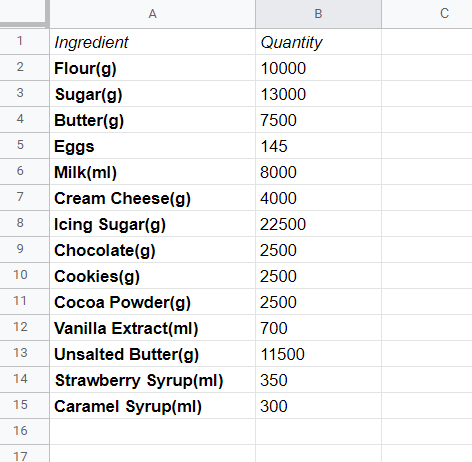 A B C
1 Ingredient Quantity
2 Flour(g) 10000
3 Sugar(g) 13000
4 Butter(g) 7500
5 Eggs 145
6 Milk(ml) 8000
7 Cream Cheese(g) 4000
8 Icing Sugar(g) 22500
9 Chocolate(g) 2500
10 Cookies(g) 2500
11 Cocoa Powder(g) 2500
12 Vanilla Extract(ml) 700
13 Unsalted Butter(g) 11500
14 Strawberry Syrup(ml) 350
15 Caramel Syrup(ml) 300
16
17